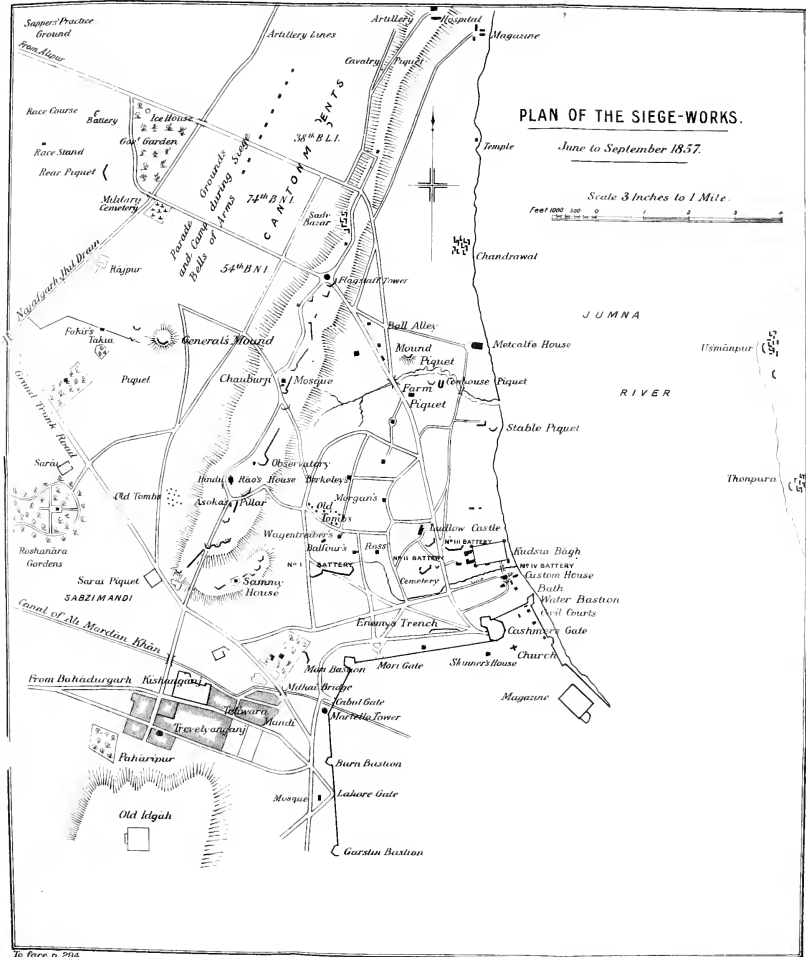 PLAN OF THE SIEGE-WORKS.
June to September 1857.
Scale 3 Inches to 1 Mile.
Feet 1000 500 0 1 2 3 4
Sappers' Practice
Ground
From Alipur
Artillery Lines
Artillery Hospital
Magazine
Cavalry Piquet
Race Course
Battery
Ice House
Gov.' Garden
Race Stand
Rear Piquet
Military
Cemetery
38th B L.I.
74th B N.I.
54th B N.I.
CANTONMENTS
Parade Grounds
and Camp during Siege
Bells of Arms
Sadr
Bazar
Temple
Chandrawal
Najafgarh Jhil Drain
Rajpur
Flagstaff Tower
JUMNA
RIVER
Usmanpur
Thonpura
Fakir's
Takia
General's Mound
Ball Alley
Mound
Piquet
Metcalfe House
Piquet
Chauburji
Mosque
Farm
Piquet
Cowhouse Piquet
Stable Piquet
Grand Trunk Road
Sarai
Observatory
Hindu Rao's House
Berkeley's
Old Tombs
Asoka's Pillar
Old
Tombs
Morgan's
Wagentreiber's
Balfour's
Ross
Ludlow Castle
Roshanara
Gardens
Nº I BATTERY
Nº II BATTERY
Nº III BATTERY
Kudsia Bagh
Nº IV BATTERY
Custom House
Bath
Water Bastion
Civil Courts
Cemetery
Sarai Piquet
SABZIMANDI
Sammy
House
Enemy's Trench
Cashmere Gate
Church
Canal of Ali Mardan Khan
Mori Bastion
Mori Gate
Skinner's House
Magazine
From Bahadurgarh
Kishanganj
Mithai Bridge
Cabul Gate
Martello Tower
Teliwara
Mandi
Trevelyanganj
Paharipur
Burn Bastion
Mosque
Lahore Gate
Old Idgah
Garstin Bastion
To face p. 294